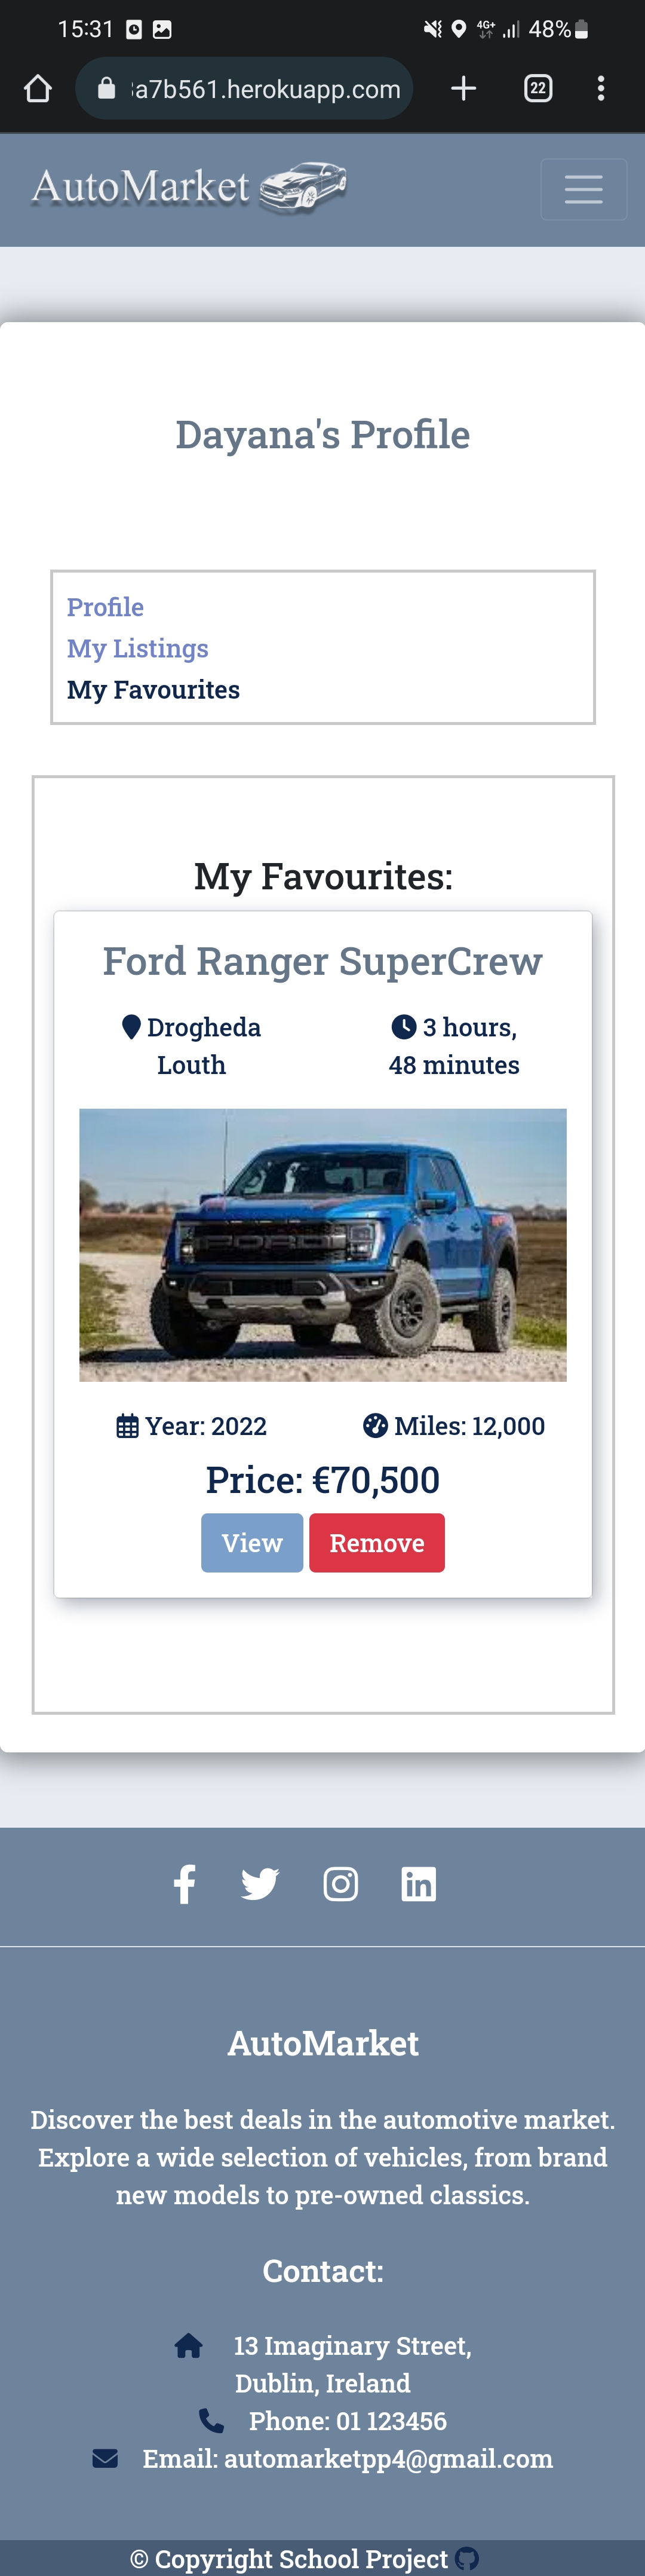 15:31
4G+
48%
a7b561.herokuapp.com
22
AutoMarket
Dayana's Profile
Profile
My Listings
My Favourites
My Favourites:
Ford Ranger SuperCrew
Drogheda
Louth
3 hours,
48 minutes
FORD
Year: 2022
Miles: 12,000
Price: €70,500
View
Remove
AutoMarket
Discover the best deals in the automotive market.
Explore a wide selection of vehicles, from brand
new models to pre-owned classics.
Contact:
13 Imaginary Street,
Dublin, Ireland
Phone: 01 123456
Email: automarketpp4@gmail.com
© Copyright School Project